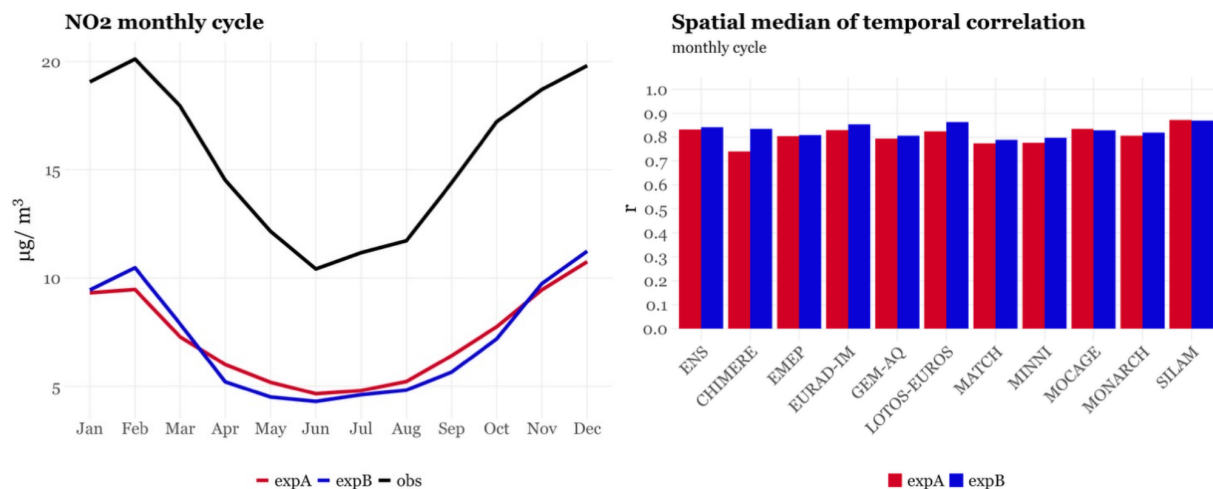 NO2 monthly cycle
20
15
10
5
µg/ m³
Jan Feb Mar Apr May Jun Jul Aug Sep Oct Nov Dec
expA expB obs
Spatial median of temporal correlation
monthly cycle
1.0
0.9
0.8
0.7
0.6
0.5
0.4
0.3
0.2
0.1
0.0
r
ENS
CHIMERE
EMEP
EURAD-IM
GEM-AQ
LOTOS-EUROS
MATCH
MINNI
MOCAGE
MONARCH
SILAM
expA expB